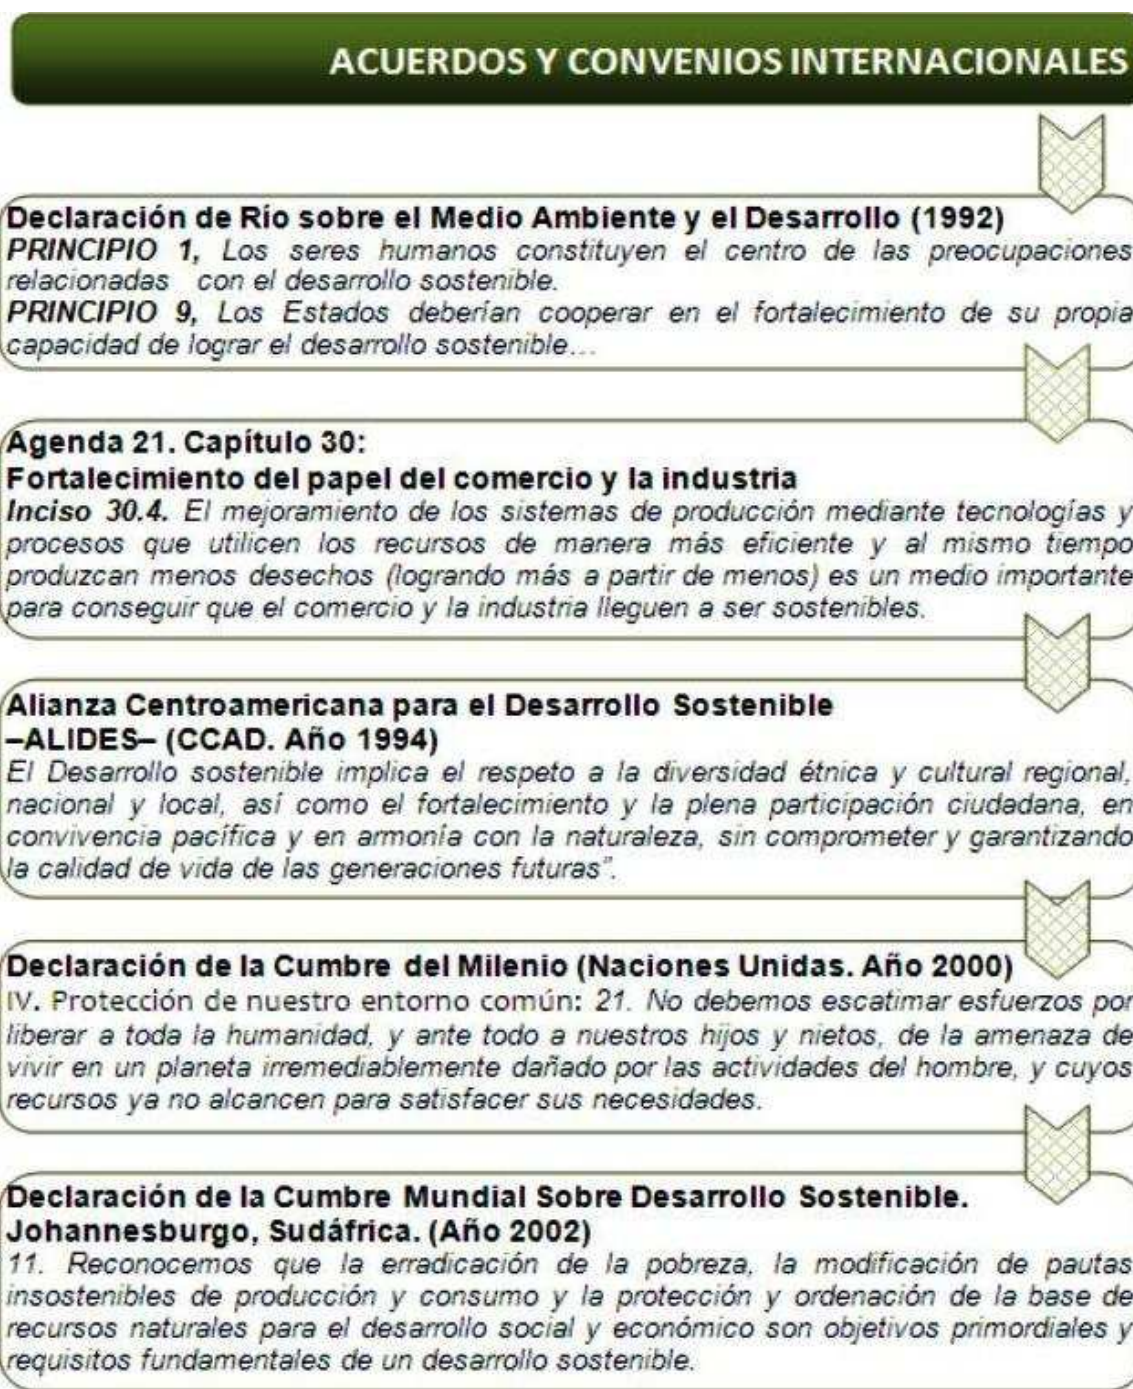 ACUERDOS Y CONVENIOS INTERNACIONALES
Declaración de Río sobre el Medio Ambiente y el Desarrollo (1992)
PRINCIPIO 1, Los seres humanos constituyen el centro de las preocupaciones
relacionadas con el desarrollo sostenible.
PRINCIPIO 9, Los Estados deberían cooperar en el fortalecimiento de su propia
capacidad de lograr el desarrollo sostenible...
Agenda 21. Capítulo 30:
Fortalecimiento del papel del comercio y la industria
Inciso 30.4. El mejoramiento de los sistemas de producción mediante tecnologías y
procesos que utilicen los recursos de manera más eficiente y al mismo tiempo
produzcan menos desechos (logrando más a partir de menos) es un medio importante
para conseguir que el comercio y la industria lleguen a ser sostenibles.
Alianza Centroamericana para el Desarrollo Sostenible
–ALIDES– (CCAD. Año 1994)
El Desarrollo sostenible implica el respeto a la diversidad étnica y cultural regional,
nacional y local, así como el fortalecimiento y la plena participación ciudadana, en
convivencia pacífica y en armonía con la naturaleza, sin comprometer y garantizando
la calidad de vida de las generaciones futuras”.
Declaración de la Cumbre del Milenio (Naciones Unidas. Año 2000)
IV. Protección de nuestro entorno común: 21. No debemos escatimar esfuerzos por
liberar a toda la humanidad, y ante todo a nuestros hijos y nietos, de la amenaza de
vivir en un planeta irremediablemente dañado por las actividades del hombre, y cuyos
recursos ya no alcancen para satisfacer sus necesidades.
Declaración de la Cumbre Mundial Sobre Desarrollo Sostenible.
Johannesburgo, Sudáfrica. (Año 2002)
11. Reconocemos que la erradicación de la pobreza, la modificación de pautas
insostenibles de producción y consumo y la protección y ordenación de la base de
recursos naturales para el desarrollo social y económico son objetivos primordiales y
requisitos fundamentales de un desarrollo sostenible.